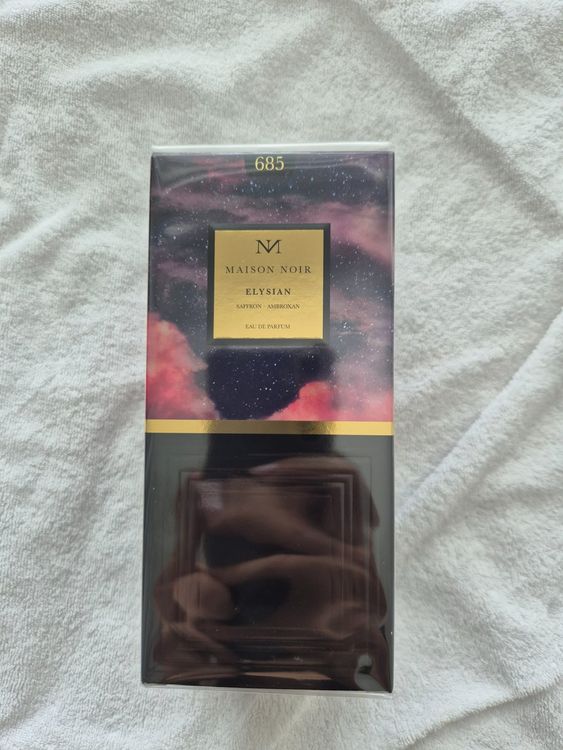 685
MAISON NOIR
ELYSIAN
SAFFRON · AMBROXAN
EAU DE PARFUM